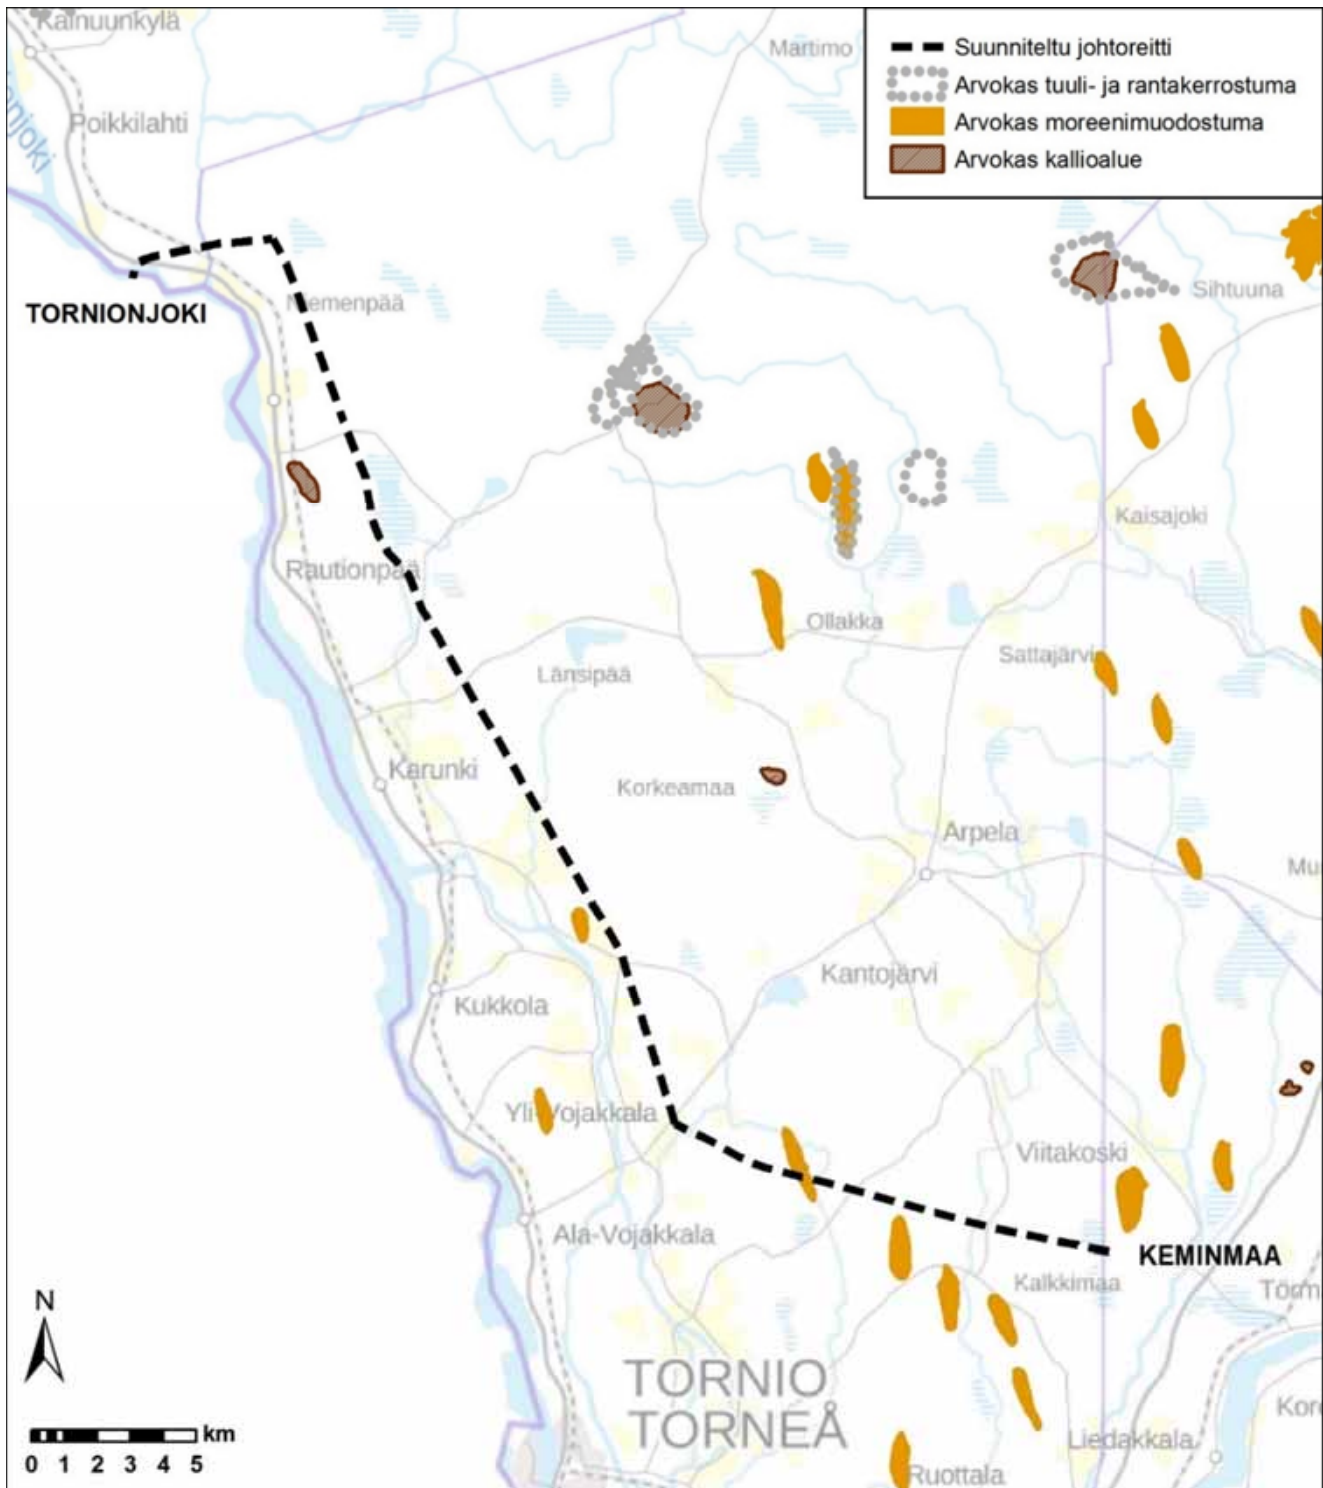 Kainuunkylä
Martimo
Poikkilahti
Suunniteltu johtoreitti
Arvokas tuuli- ja rantakerrostuma
Arvokas moreenimuodostuma
Arvokas kallioalue
TORNIONJOKI
Niemenpää
Sihtuuna
Kaisajoki
Rautionpää
Ollakka
Sattajärvi
Länsipää
Karunki
Korkeamaa
Arpela
Kantojärvi
Kukkola
Yli-Vojakkala
Viitakoski
Ala-Vojakkala
KEMINMAA
Kalkkimaa
N
TORNIO
TORNEÅ
km
0 1 2 3 4 5
Liedakkala
Ruottala